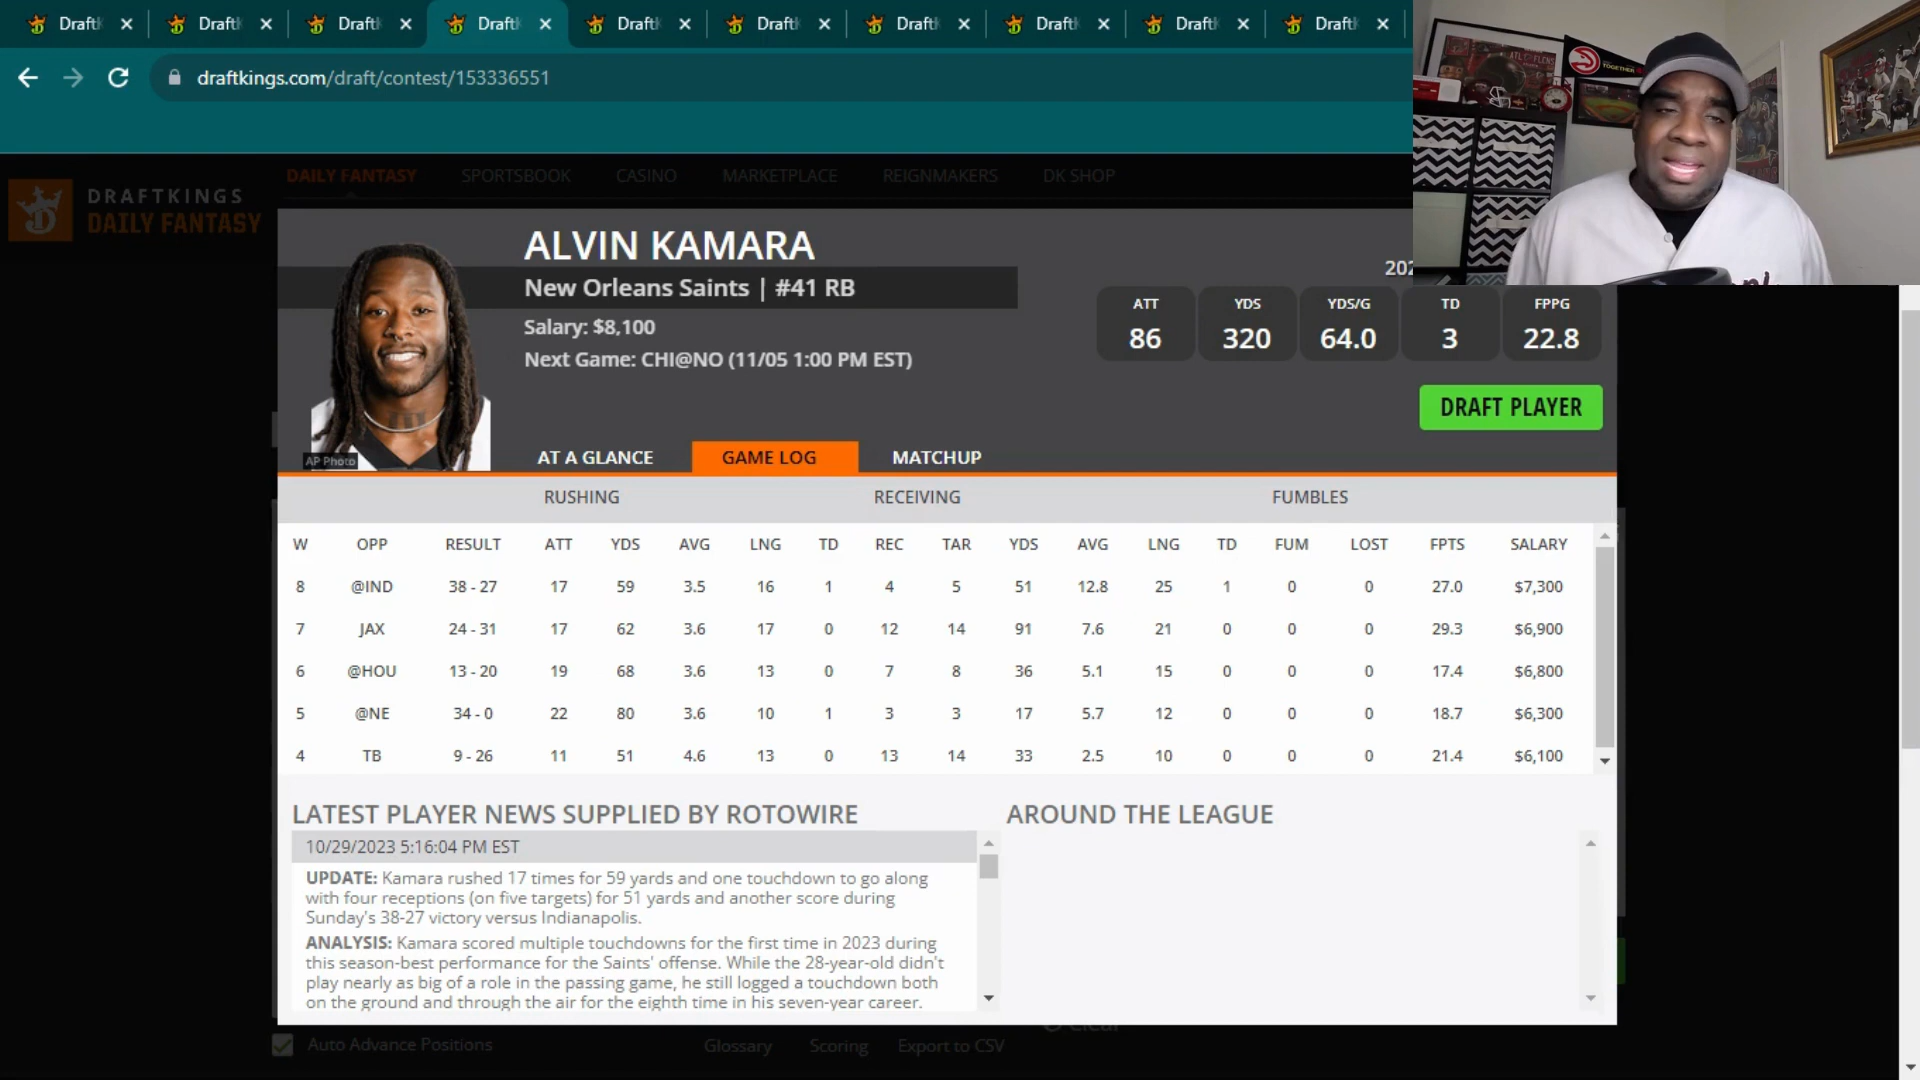 Draft
Draft
Draft
Draft
Draft
Draft
Draft
Draft
Draft
Draft
draftkings.com/draft/contest/153336551
DRAFTKINGS
DAILY FANTASY
DAILY FANTASY SPORTSBOOK CASINO MARKETPLACE REIGNMAKERS DK SHOP
ALVIN KAMARA
New Orleans Saints | #41 RB
Salary: $8,100
Next Game: CHI@NO (11/05 1:00 PM EST)
AP Photo
202
ATT YDS YDS/G TD FPPG
86 320 64.0 3 22.8
DRAFT PLAYER
AT A GLANCE GAME LOG MATCHUP
RUSHING RECEIVING FUMBLES
W OPP RESULT ATT YDS AVG LNG TD REC TAR YDS AVG LNG TD FUM LOST FPTS SALARY
8 @IND 38 - 27 17 59 3.5 16 1 4 5 51 12.8 25 1 0 0 27.0 $7,300
7 JAX 24 - 31 17 62 3.6 17 0 12 14 91 7.6 21 0 0 0 29.3 $6,900
6 @HOU 13 - 20 19 68 3.6 13 0 7 8 36 5.1 15 0 0 0 17.4 $6,800
5 @NE 34 - 0 22 80 3.6 10 1 3 3 17 5.7 12 0 0 0 18.7 $6,300
4 TB 9 - 26 11 51 4.6 13 0 13 14 33 2.5 10 0 0 0 21.4 $6,100
LATEST PLAYER NEWS SUPPLIED BY ROTOWIRE
10/29/2023 5:16:04 PM EST
UPDATE: Kamara rushed 17 times for 59 yards and one touchdown to go along
with four receptions (on five targets) for 51 yards and another score during
Sunday's 38-27 victory versus Indianapolis.
ANALYSIS: Kamara scored multiple touchdowns for the first time in 2023 during
this season-best performance for the Saints' offense. While the 28-year-old didn't
play nearly as big of a role in the passing game, he still logged a touchdown both
on the ground and through the air for the eighth time in his seven-year career.
AROUND THE LEAGUE
Clear
Auto Advance Positions Glossary Scoring Export to CSV